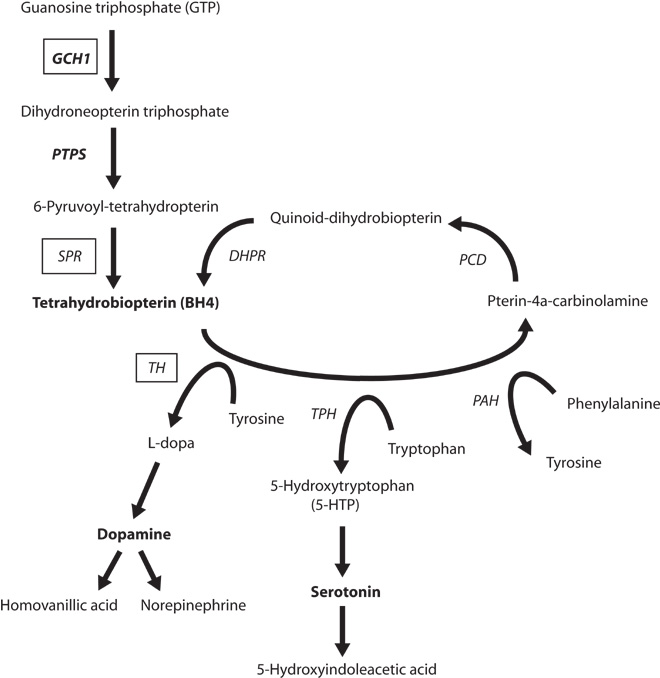 Guanosine triphosphate (GTP)
GCH1
Dihydroneopterin triphosphate
PTPS
6-Pyruvoyl-tetrahydropterin
Quinoid-dihydrobiopterin
SPR
DHPR
PCD
Tetrahydrobiopterin (BH4)
Pterin-4a-carbinolamine
TH
Tyrosine
TPH
PAH
Phenylalanine
L-dopa
Tryptophan
Tyrosine
5-Hydroxytryptophan
(5-HTP)
Dopamine
Serotonin
Homovanillic acid
Norepinephrine
5-Hydroxyindoleacetic acid